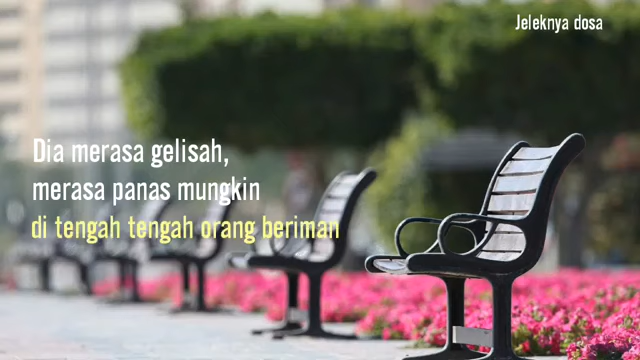 Jeleknya dosa
Dia merasa gelisah,
merasa panas mungkin
di tengah tengah orang beriman